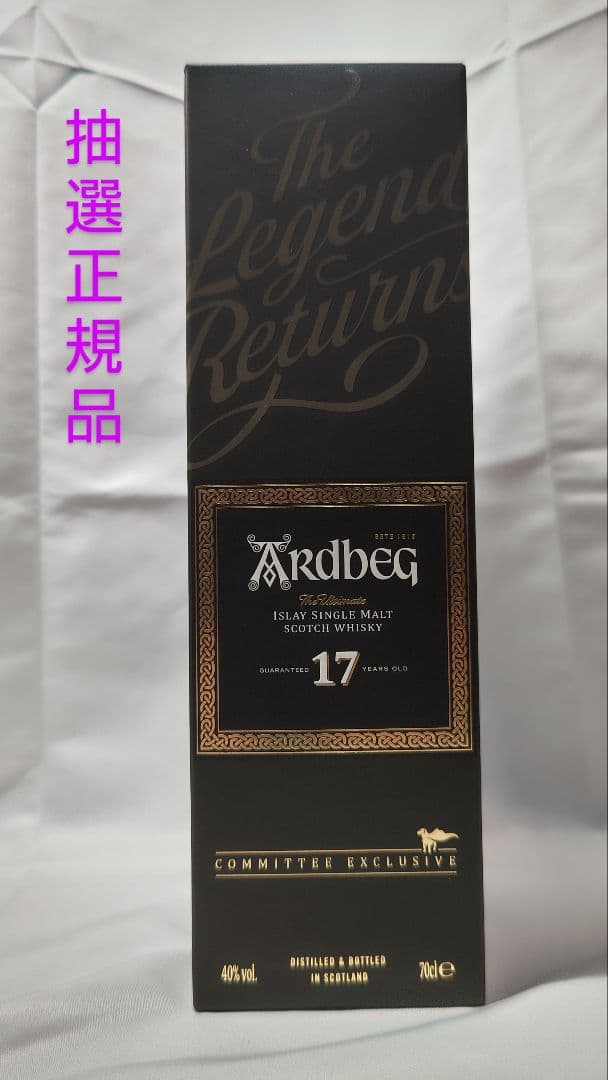 抽選正規品
The
Legend
Returns
ESTD 1815
ARDBEG
The Ultimate
ISLAY SINGLE MALT
SCOTCH WHISKY
GUARANTEED 17 YEARS OLD
COMMITTEE EXCLUSIVE
40% vol.
DISTILLED & BOTTLED
IN SCOTLAND
70cl e